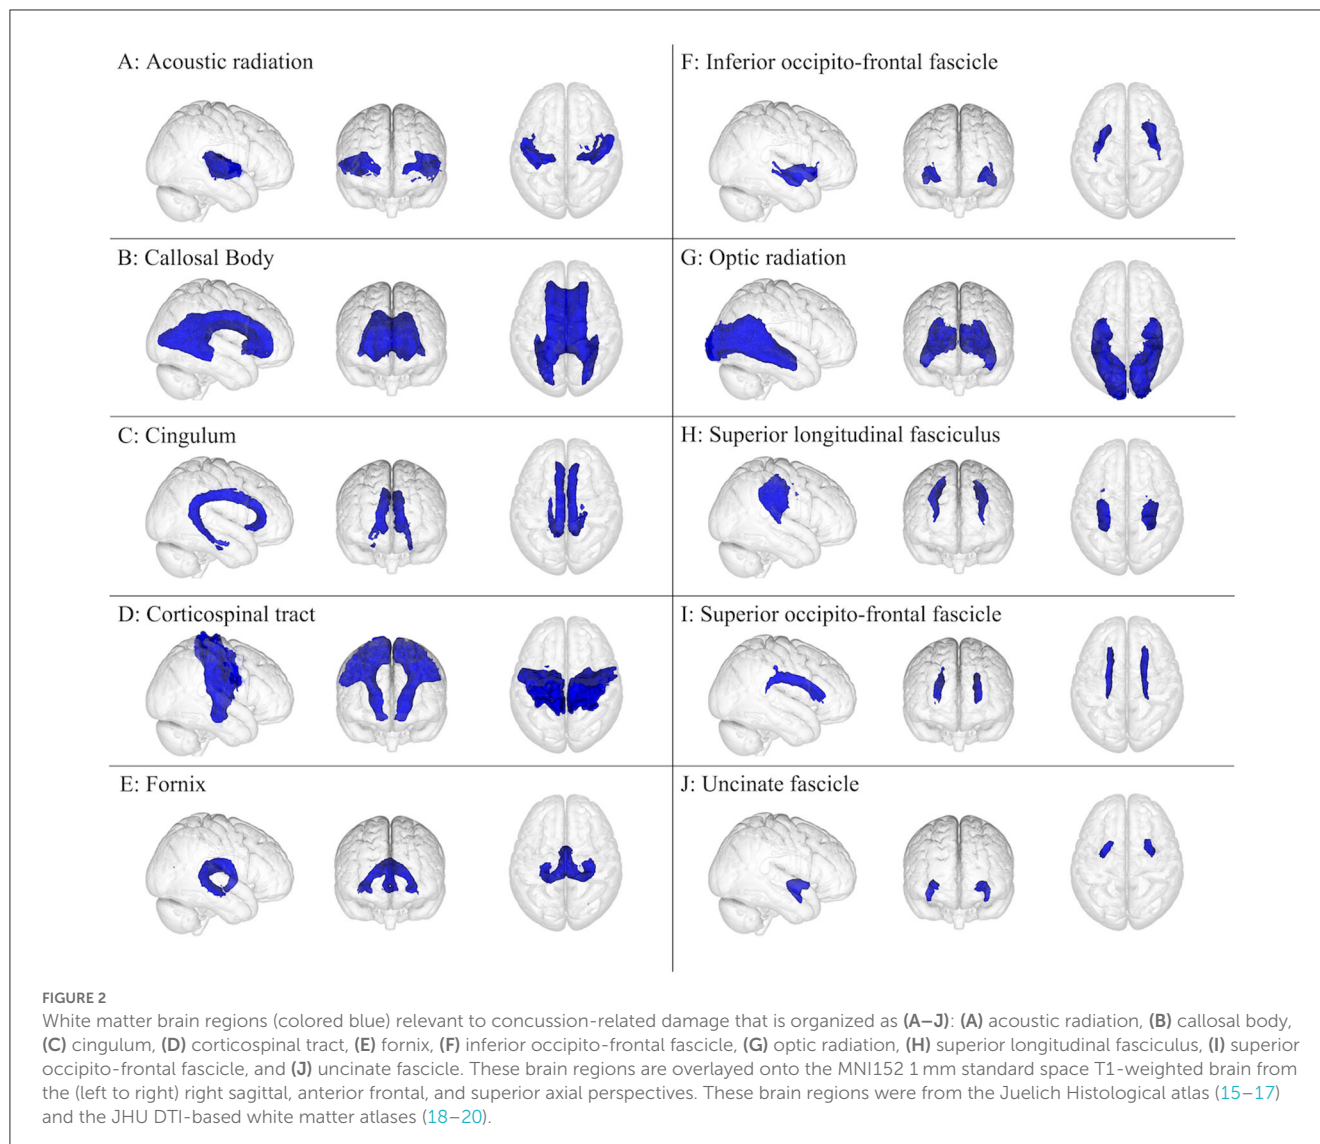 A: Acoustic radiation
F: Inferior occipito-frontal fascicle
B: Callosal Body
G: Optic radiation
C: Cingulum
H: Superior longitudinal fasciculus
D: Corticospinal tract
I: Superior occipito-frontal fascicle
E: Fornix
J: Uncinate fascicle
FIGURE 2
White matter brain regions (colored blue) relevant to concussion-related damage that is organized as (A–J): (A) acoustic radiation, (B) callosal body,
(C) cingulum, (D) corticospinal tract, (E) fornix, (F) inferior occipito-frontal fascicle, (G) optic radiation, (H) superior longitudinal fasciculus, (I) superior
occipito-frontal fascicle, and (J) uncinate fascicle. These brain regions are overlayed onto the MNI152 1 mm standard space T1-weighted brain from
the (left to right) right sagittal, anterior frontal, and superior axial perspectives. These brain regions were from the Juelich Histological atlas (15–17)
and the JHU DTI-based white matter atlases (18–20).